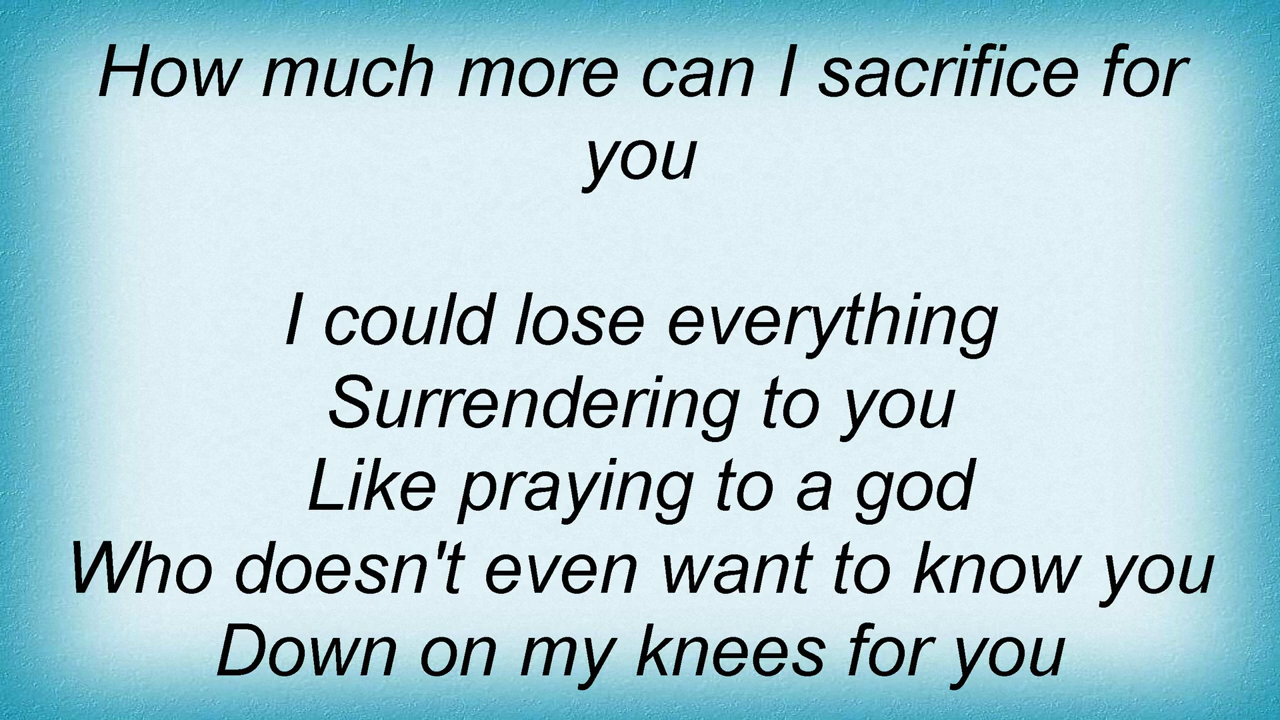 How much more can I sacrifice for
you
I could lose everything
Surrendering to you
Like praying to a god
Who doesn't even want to know you
Down on my knees for you